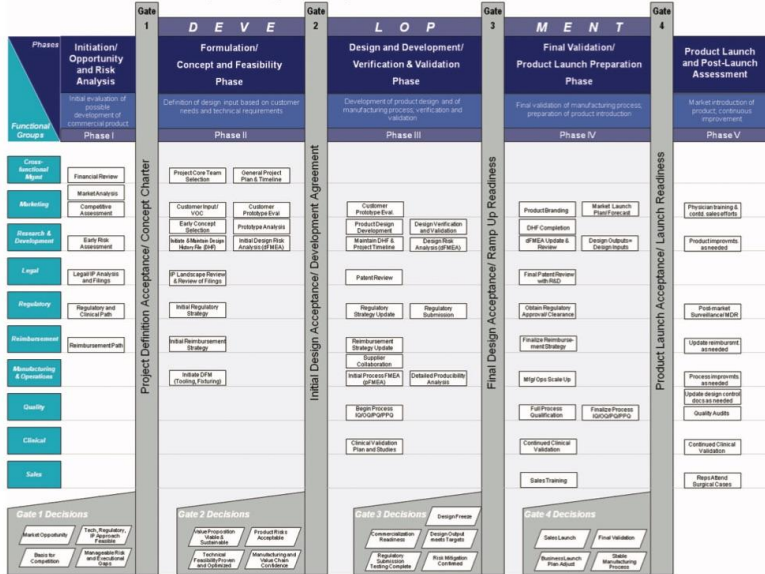 Gate
1
Gate
2
Gate
3
Gate
4
D E V E L O P M E N T
Phases
Functional
Groups
Initiation/
Opportunity
and Risk
Analysis
Initial evaluation of
possible
development of
commercial product
Phase I
Formulation/
Concept and Feasibility
Phase
Definition of design input based on customer
needs and technical requirements
Phase II
Design and Development/
Verification & Validation
Phase
Development of product design and of
manufacturing process; verification and
validation
Phase III
Final Validation/
Product Launch Preparation
Phase
Final validation of manufacturing process;
preparation of product introduction
Phase IV
Product Launch
and Post-Launch
Assessment
Market introduction of
product, continuous
improvement
Phase V
Project Definition Acceptance/ Concept Charter
Initial Design Acceptance/ Development Agreement
Final Design Acceptance/ Ramp Up Readiness
Product Launch Acceptance/ Launch Readiness
Cross-
functional
Mgmt
Financial Review
Project Core Team
Selection
General Project
Plan & Timeline
Marketing
Market Analysis
Competitive
Assessment
Customer Input/
VOC
Customer
Prototype Eval
Customer
Prototype Eval.
Product Branding
Market Launch
Plan/Forecast
Physician training &
contd. sales efforts
Research &
Development
Early Risk
Assessment
Early Concept
Selection
Prototype Analysis
Initiate & Maintain Design
History File (DHF)
Initial Design Risk
Analysis (dFMEA)
Product Design
Development
Design Verification
and Validation
Maintain DHF &
Project Timeline
Design Risk
Analysis (dFMEA)
DHF Completion
dFMEA Update &
Review
Design Outputs=
Design Inputs
Product improvmts.
as needed
Legal
Legal/IP Analysis
and Filings
IP Landscape Review
& Review of Filings
Patent Review
Final Patent Review
with R&D
Regulatory
Regulatory and
Clinical Path
Initial Regulatory
Strategy
Regulatory
Strategy Update
Regulatory
Submission
Obtain Regulatory
Approval/Clearance
Post-market
Surveillance/MDR
Reimbursement
Reimbursement Path
Initial Reimbursement
Strategy
Reimbursement
Strategy Update
Finalize Reimburse-
ment Strategy
Update reimbursmt.
as needed
Manufacturing
& Operations
Initiate DFM
(Tooling, Fixturing)
Supplier
Collaboration
Initial Process FMEA
(pFMEA)
Detailed Producibility
Analysis
Mfg/Ops Scale Up
Process improvmts.
as needed
Quality
Begin Process
IQ/OQ/PQ/PPQ
Full Process
Qualification
Finalize Process
IQ/OQ/PQ/PPQ
Update design control
docs as needed
Quality Audits
Clinical
Clinical Validation
Plan and Studies
Continued Clinical
Validation
Continued Clinical
Validation
Sales
Sales Training
Reps Attend
Surgical Cases
Gate 1 Decisions
Market Opportunity
Tech, Regulatory,
IP Approach
Feasible
Basis for
Competition
Manageable Risk
and Executional
Gaps
Gate 2 Decisions
Value Proposition
Viable &
Sustainable
Product Risks
Acceptable
Technical
Feasibility Proven
and Optimized
Manufacturing and
Value Chain
Confidence
Gate 3 Decisions
Design Freeze
Commercialization
Readiness
Design Output
meets Targets
Regulatory
Submission
Testing Complete
Risk Mitigation
Confirmed
Gate 4 Decisions
Sales Launch
Final Validation
Business Launch
Plan Adjust
Stable
Manufacturing
Process